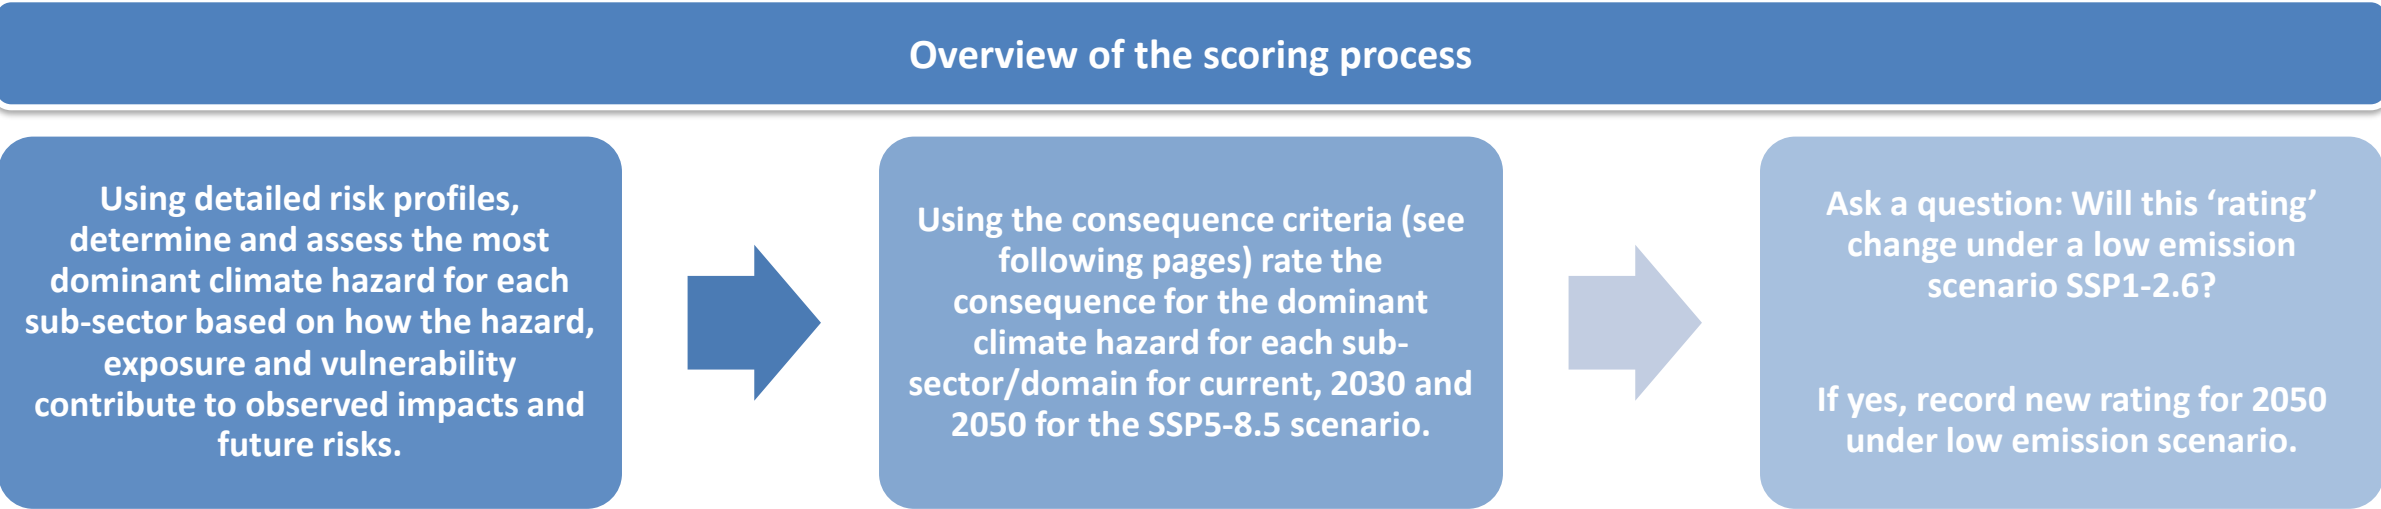 Overview of the scoring process
Using detailed risk profiles,
determine and assess the most
dominant climate hazard for each
sub-sector based on how the hazard,
exposure and vulnerability
contribute to observed impacts and
future risks.
Using the consequence criteria (see
following pages) rate the
consequence for the dominant
climate hazard for each sub-
sector/domain for current, 2030 and
2050 for the SSP5-8.5 scenario.
Ask a question: Will this ‘rating’
change under a low emission
scenario SSP1-2.6?
If yes, record new rating for 2050
under low emission scenario.